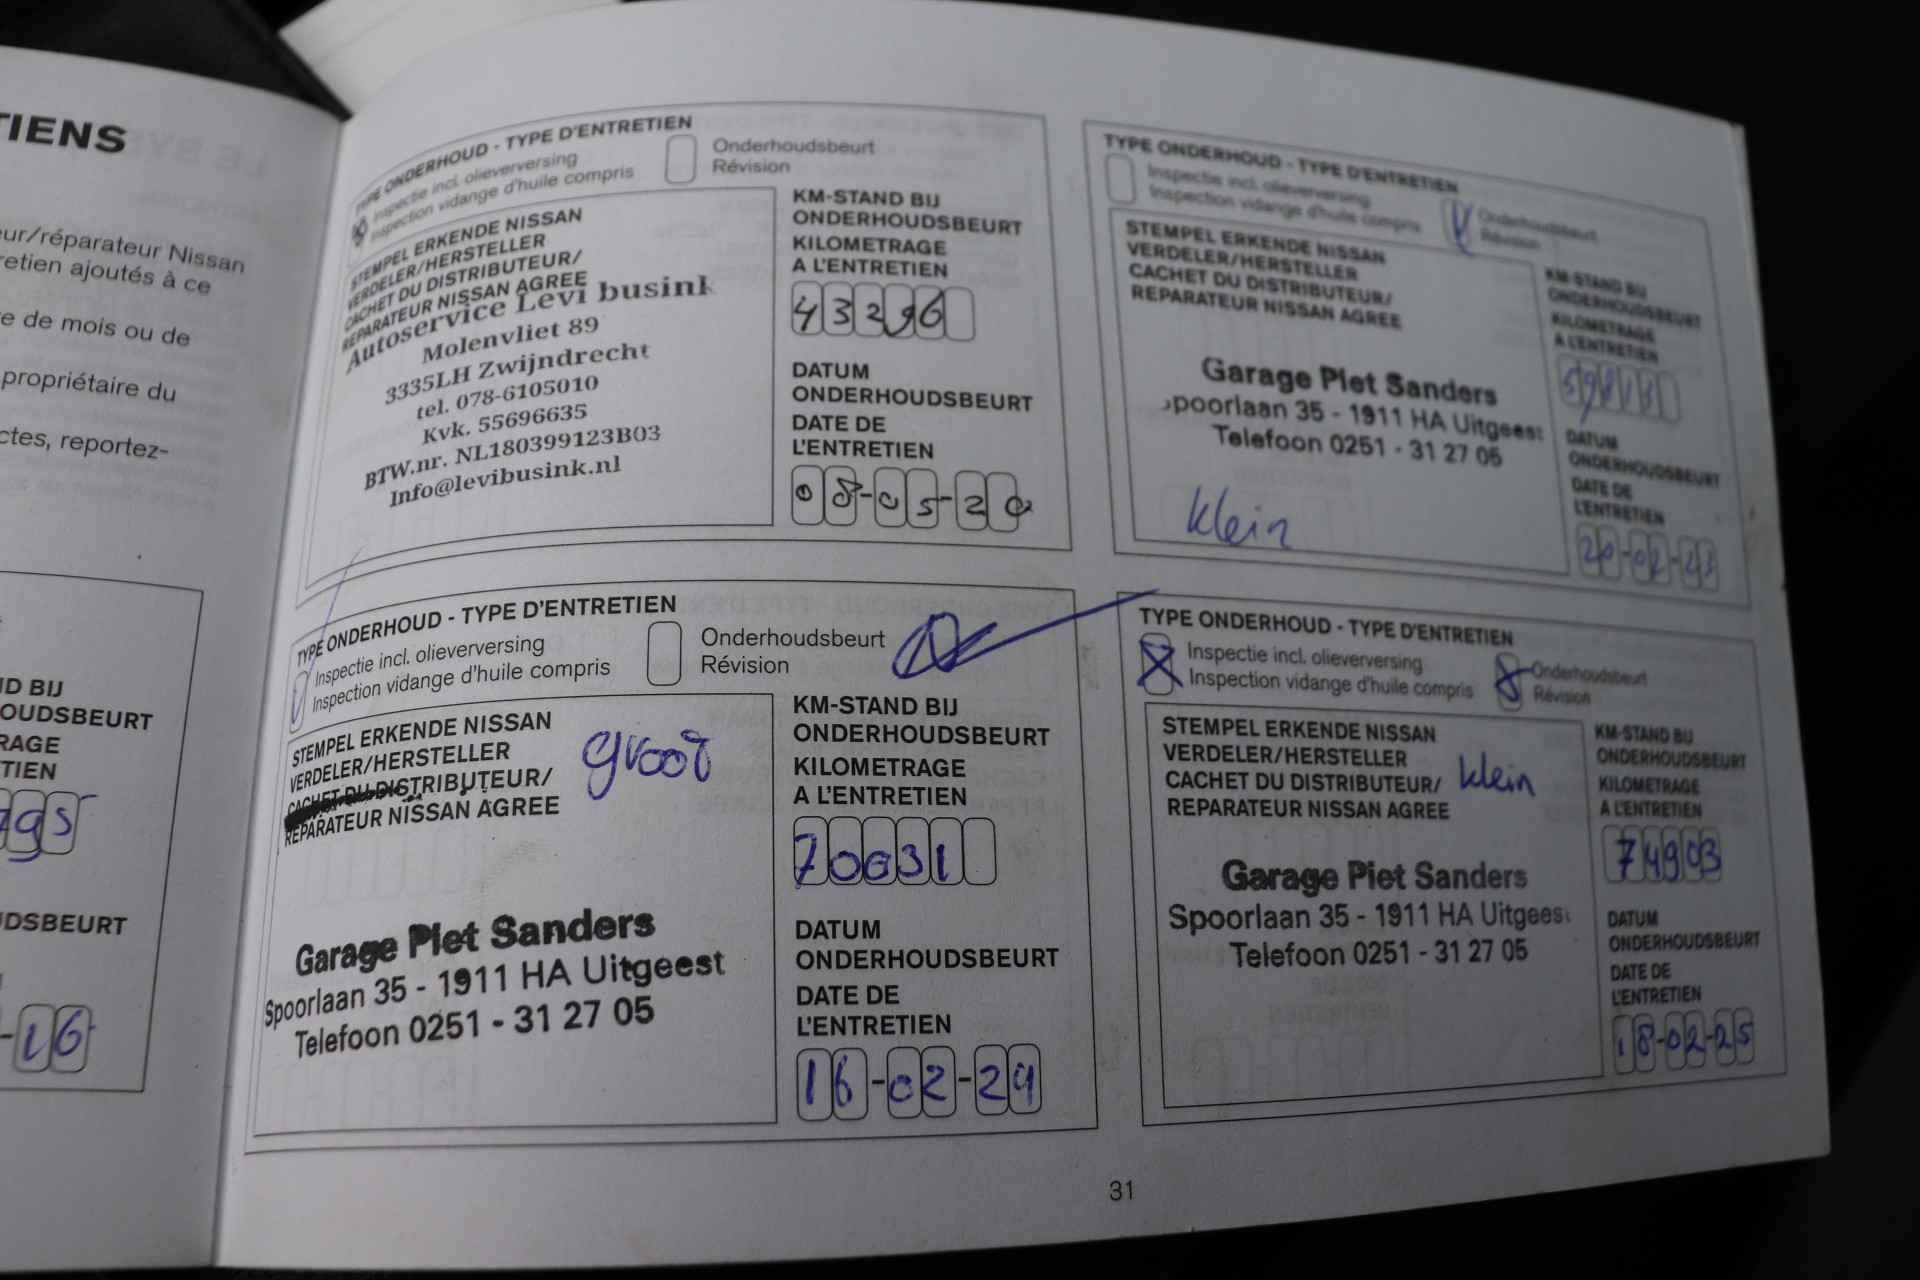 TIENS
eur/réparateur Nissan
retien ajoutés à ce
e de mois ou de
propriétaire du
ctes, reportez-
D BIJ
OUDSBEURT
RAGE
TIEN
95
UDSBEURT
-16
TYPE ONDERHOUD - TYPE D'ENTRETIEN
Inspectie incl. olieverversing
Inspection vidange d'huile compris
Onderhoudsbeurt
Révision
STEMPEL ERKENDE NISSAN
VERDELER/HERSTELLER
CACHET DU DISTRIBUTEUR/
REPARATEUR NISSAN AGREE
Autoservice Levi busink
Molenvliet 89
3335LH Zwijndrecht
tel. 078-6105010
Kvk. 55696635
BTW.nr. NL180399123B03
Info@levibusink.nl
KM-STAND BIJ
ONDERHOUDSBEURT
KILOMETRAGE
A L'ENTRETIEN
43296
DATUM
ONDERHOUDSBEURT
DATE DE
L'ENTRETIEN
08-05-20
TYPE ONDERHOUD - TYPE D'ENTRETIEN
Inspectie incl. olieverversing
Inspection vidange d'huile compris
Onderhoudsbeurt
Révision
STEMPEL ERKENDE NISSAN
VERDELER/HERSTELLER
CACHET DU DISTRIBUTEUR/
REPARATEUR NISSAN AGREE
Garage Piet Sanders
Spoorlaan 35 - 1911 HA Uitgeest
Telefoon 0251 - 31 27 05
klein
KM-STAND BIJ
ONDERHOUDSBEURT
KILOMETRAGE
A L'ENTRETIEN
DATUM
ONDERHOUDSBEURT
DATE DE
L'ENTRETIEN
20-02-23
TYPE ONDERHOUD - TYPE D'ENTRETIEN
Inspectie incl. olieverversing
Inspection vidange d'huile compris
Onderhoudsbeurt
Révision
STEMPEL ERKENDE NISSAN
VERDELER/HERSTELLER
CACHET DU DISTRIBUTEUR/
REPARATEUR NISSAN AGREE
groot
Garage Piet Sanders
Spoorlaan 35 - 1911 HA Uitgeest
Telefoon 0251 - 31 27 05
KM-STAND BIJ
ONDERHOUDSBEURT
KILOMETRAGE
A L'ENTRETIEN
70031
DATUM
ONDERHOUDSBEURT
DATE DE
L'ENTRETIEN
16-02-24
TYPE ONDERHOUD - TYPE D'ENTRETIEN
Inspectie incl. olieverversing
Inspection vidange d'huile compris
Onderhoudsbeurt
Révision
STEMPEL ERKENDE NISSAN
VERDELER/HERSTELLER
CACHET DU DISTRIBUTEUR/
REPARATEUR NISSAN AGREE
klein
Garage Piet Sanders
Spoorlaan 35 - 1911 HA Uitgeest
Telefoon 0251 - 31 27 05
KM-STAND BIJ
ONDERHOUDSBEURT
KILOMETRAGE
A L'ENTRETIEN
74903
DATUM
ONDERHOUDSBEURT
DATE DE
L'ENTRETIEN
18-02-25
31